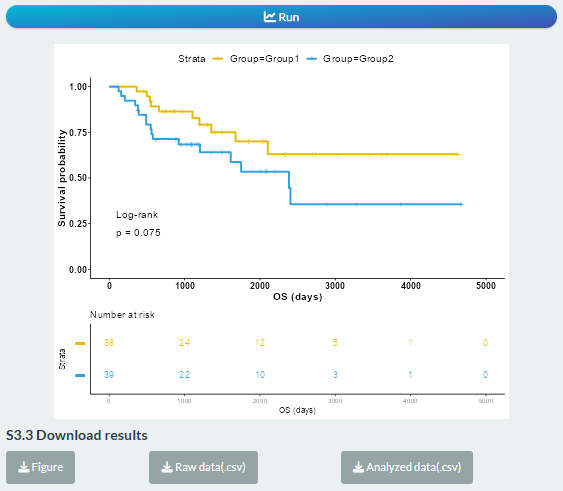 Run
Strata Group=Group1 Group=Group2
Survival probability
1.00
0.75
0.50
0.25
0.00
Log-rank
p = 0.075
0 1000 2000 3000 4000 5000
OS (days)
Number at risk
Strata
38 24 12 5 1 0
39 22 10 3 1 0
0 1000 2000 3000 4000 5000
OS (days)
S3.3 Download results
Figure Raw data(.csv) Analyzed data(.csv)